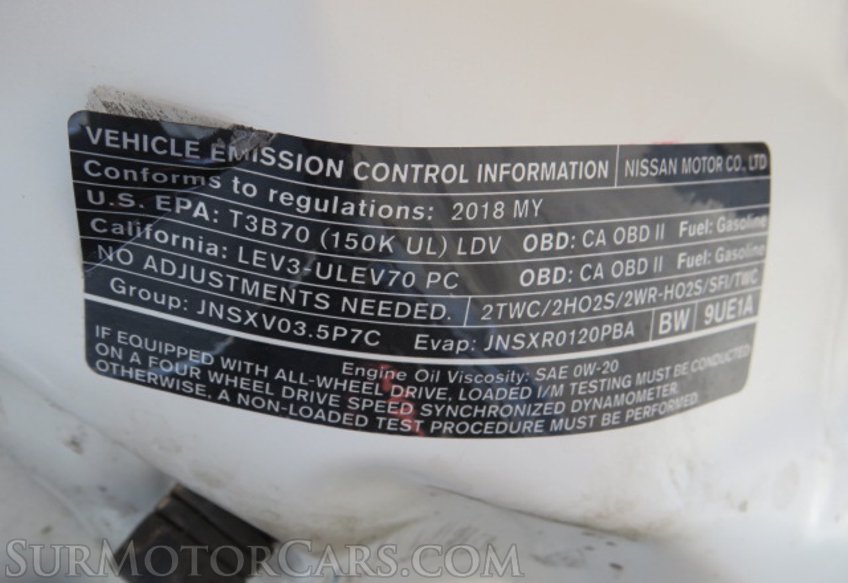 VEHICLE EMISSION CONTROL INFORMATION NISSAN MOTOR CO., LTD
Conforms to regulations: 2018 MY
U.S. EPA: T3B70 (150K UL) LDV OBD: CA OBD II Fuel: Gasoline
California: LEV3-ULEV70 PC OBD: CA OBD II Fuel: Gasoline
NO ADJUSTMENTS NEEDED. 2TWC/2HO2S/2WR-HO2S/SFI/TWC
Group: JNSXV03.5P7C Evap: JNSXR0120PBA BW 9UE1A
Engine Oil Viscosity: SAE 0W-20
IF EQUIPPED WITH ALL-WHEEL DRIVE, LOADED I/M TESTING MUST BE CONDUCTED
ON A FOUR WHEEL DRIVE SPEED SYNCHRONIZED DYNAMOMETER.
OTHERWISE, A NON-LOADED TEST PROCEDURE MUST BE PERFORMED.
SURMOTORCARS.COM